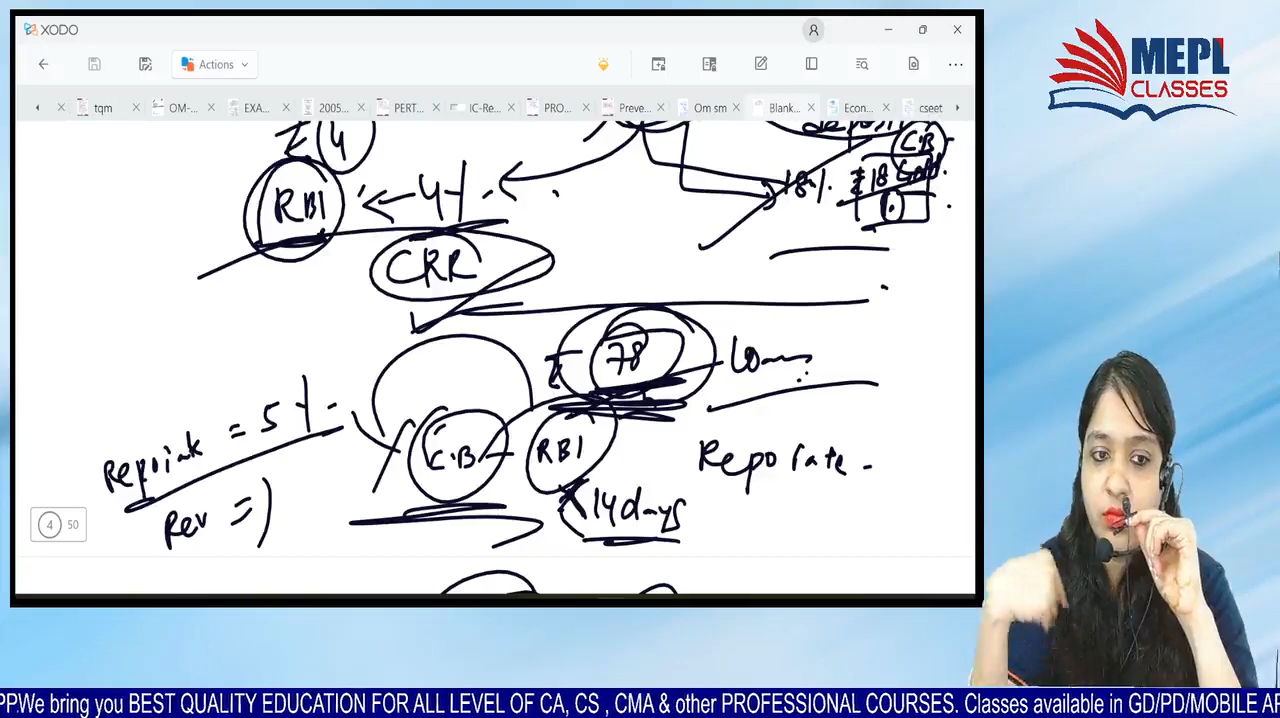 XODO
MEPL
CLASSES
Actions
tqm
OM-...
EXA...
2005...
PERT...
IC-Re...
PRO...
Preve...
Om sm
Blank...
Econ...
cseet
₹ 4
RBI ← 4%.
18%. ₹18 Gold
CB
CRR
₹ 78 Loans
Repo rate = 5%.
C.B RBI
Repo rate -
Rev =)
14 days
4 50
PP.We bring you BEST QUALITY EDUCATION FOR ALL LEVEL OF CA, CS , CMA & other PROFESSIONAL COURSES. Classes available in GD/PD/MOBILE AP